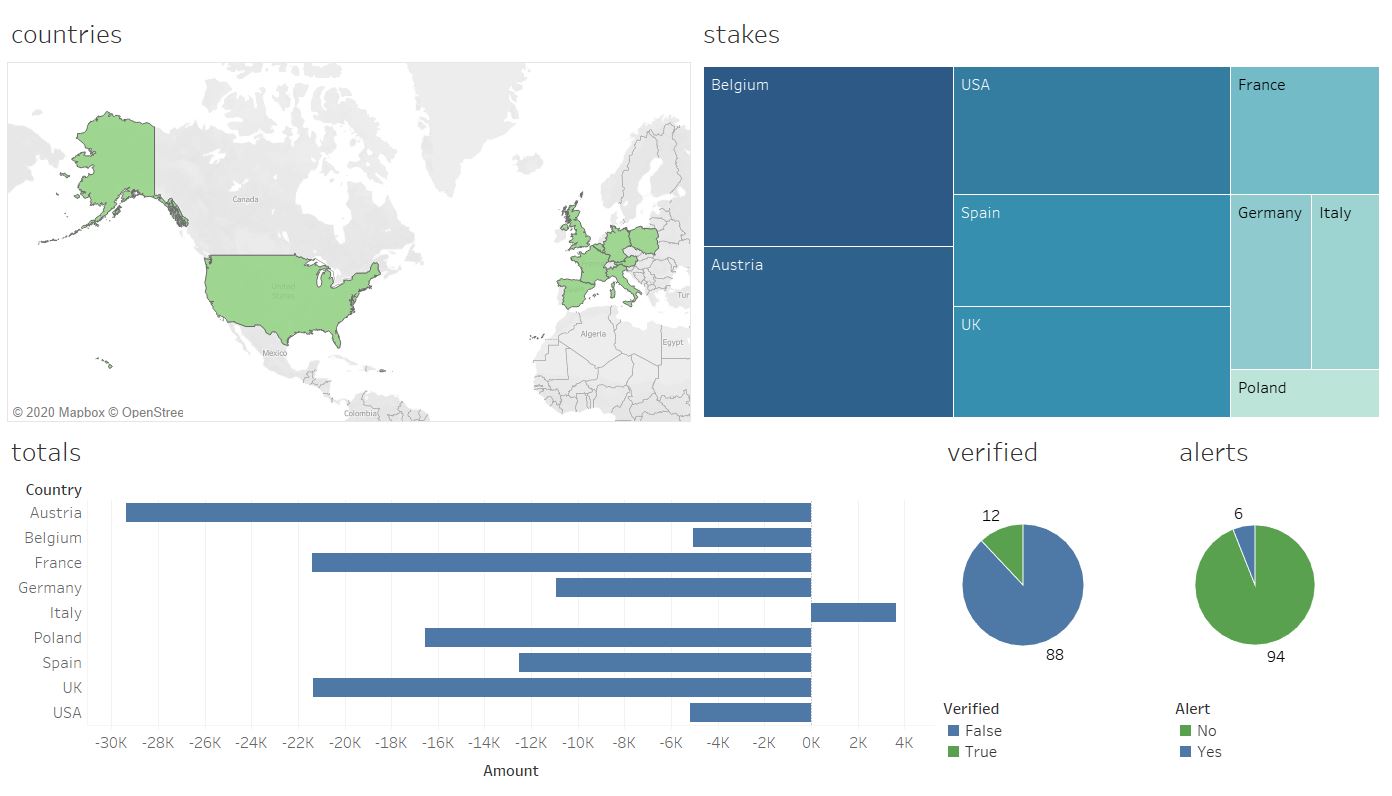 countries
stakes
Canada
United
States
Mexico
Colombia
Algeria
Egypt
Tur
© 2020 Mapbox © OpenStree
Belgium
USA
France
Spain
Germany
Italy
Austria
UK
Poland
totals
Country
Austria
Belgium
France
Germany
Italy
Poland
Spain
UK
USA
-30K -28K -26K -24K -22K -20K -18K -16K -14K -12K -10K -8K -6K -4K -2K 0K 2K 4K
Amount
verified
12
88
Verified
False
True
alerts
6
94
Alert
No
Yes